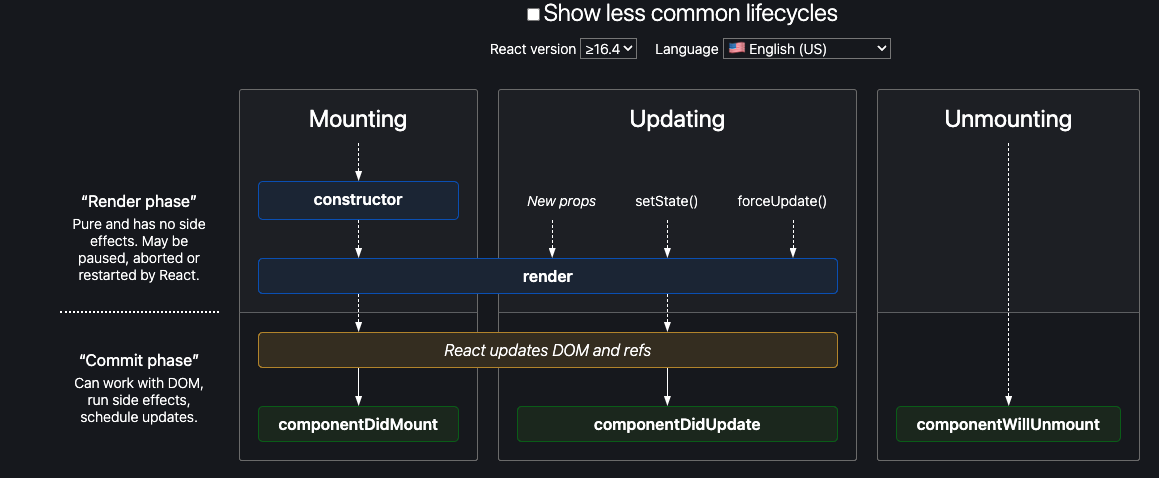 Show less common lifecycles
React version ≥16.4 Language 🇺🇸 English (US)
Mounting
Updating
Unmounting
“Render phase”
Pure and has no side
effects. May be
paused, aborted or
restarted by React.
constructor
New props
setState()
forceUpdate()
render
“Commit phase”
Can work with DOM,
run side effects,
schedule updates.
React updates DOM and refs
componentDidMount
componentDidUpdate
componentWillUnmount